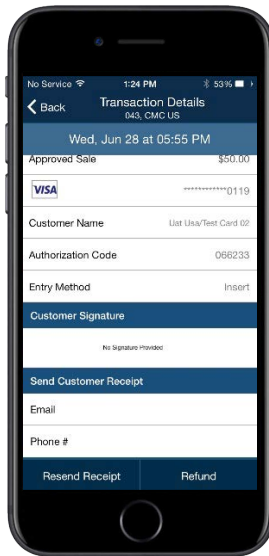 No Service 1:24 PM 53%
Back Transaction Details
043, CMC US
Wed, Jun 28 at 05:55 PM
Approved Sale $50.00
VISA ************0119
Customer Name Uat Usa/Test Card 02
Authorization Code 066233
Entry Method Insert
Customer Signature
No Signature Provided
Send Customer Receipt
Email
Phone #
Resend Receipt Refund